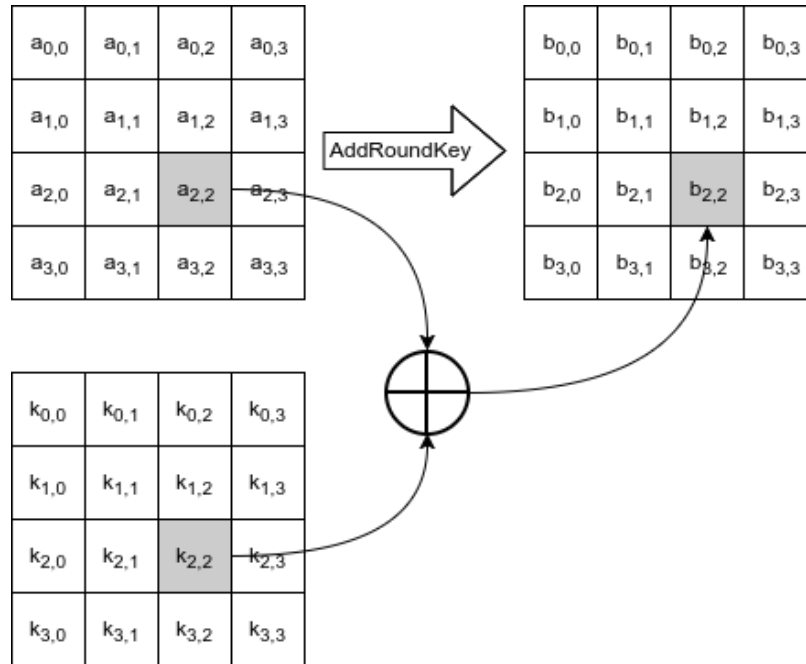 a0,0 a0,1 a0,2 a0,3
a1,0 a1,1 a1,2 a1,3
a2,0 a2,1 a2,2 a2,3
a3,0 a3,1 a3,2 a3,3
AddRoundKey
b0,0 b0,1 b0,2 b0,3
b1,0 b1,1 b1,2 b1,3
b2,0 b2,1 b2,2 b2,3
b3,0 b3,1 b3,2 b3,3
k0,0 k0,1 k0,2 k0,3
k1,0 k1,1 k1,2 k1,3
k2,0 k2,1 k2,2 k2,3
k3,0 k3,1 k3,2 k3,3